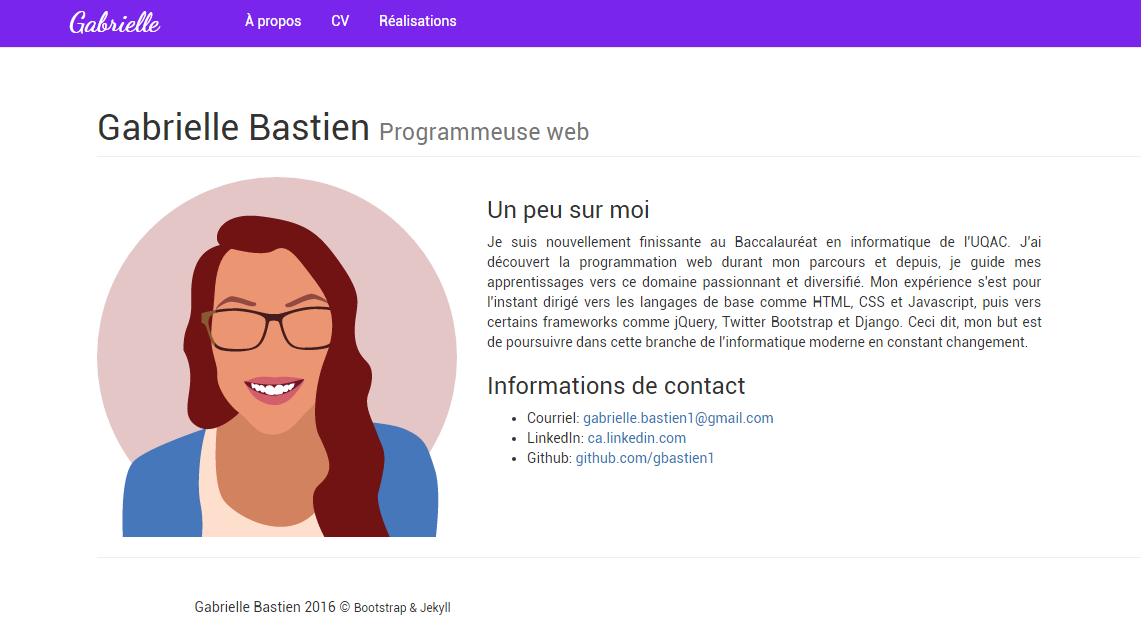 Gabrielle
À propos
CV
Réalisations
Gabrielle Bastien Programmeuse web
Un peu sur moi
Je suis nouvellement finissante au Baccalauréat en informatique de l'UQAC. J'ai
découvert la programmation web durant mon parcours et depuis, je guide mes
apprentissages vers ce domaine passionnant et diversifié. Mon expérience s'est pour
l'instant dirigé vers les langages de base comme HTML, CSS et Javascript, puis vers
certains frameworks comme jQuery, Twitter Bootstrap et Django. Ceci dit, mon but est
de poursuivre dans cette branche de l'informatique moderne en constant changement.
Informations de contact
• Courriel: gabrielle.bastien1@gmail.com
• LinkedIn: ca.linkedin.com
• Github: github.com/gbastien1
Gabrielle Bastien 2016 © Bootstrap & Jekyll